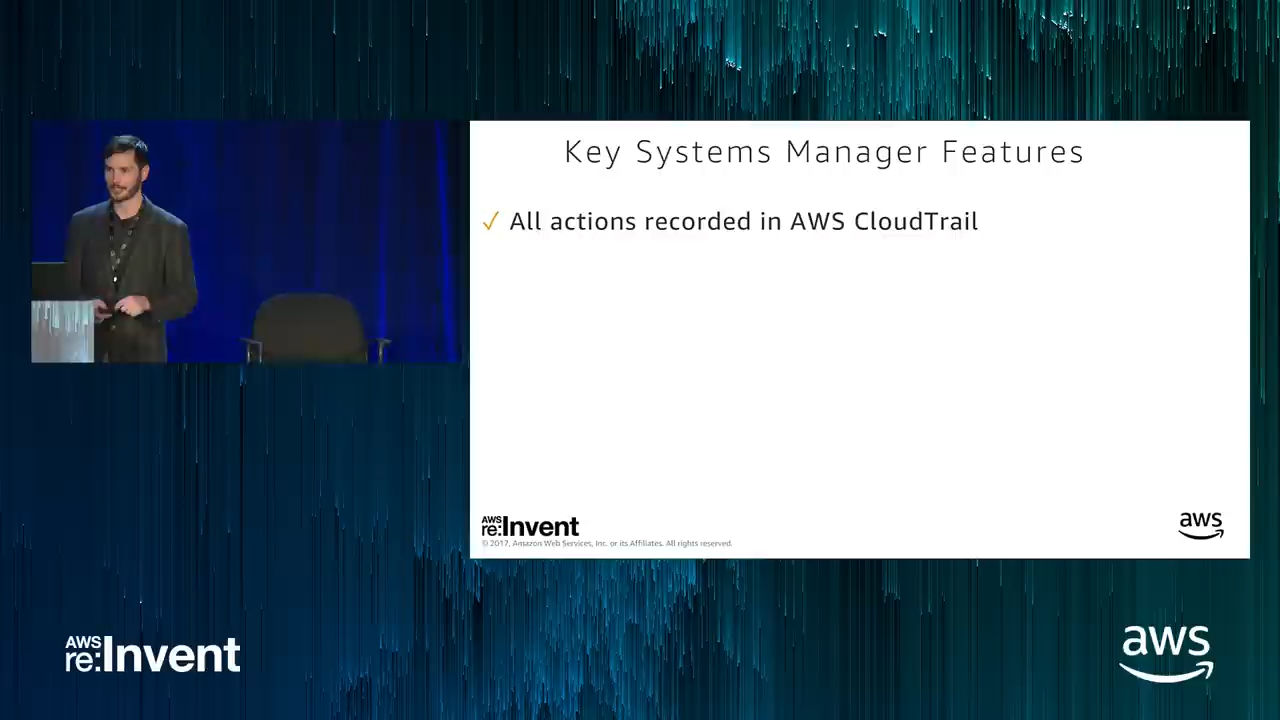 Key Systems Manager Features
✓ All actions recorded in AWS CloudTrail
AWS
re:Invent
© 2017, Amazon Web Services, Inc. or its Affiliates. All rights reserved.
aws
AWS
re:Invent
aws